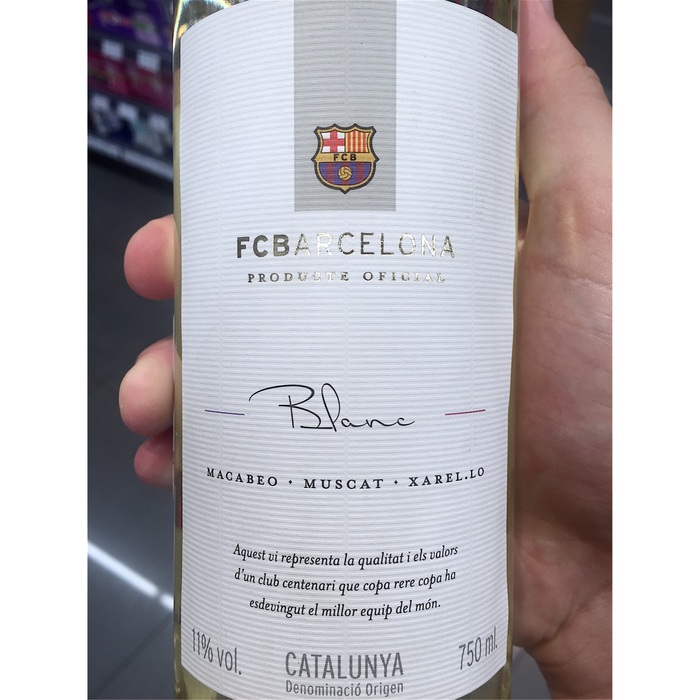 FCB
FCBARCELONA
PRODUCTE OFICIAL
Blanc
MACABEO • MUSCAT • XAREL.LO
Aquest vi representa la qualitat i els valors
d'un club centenari que copa rere copa ha
esdevingut el millor equip del món.
11% vol. CATALUNYA 750 ml.
Denominació Origen